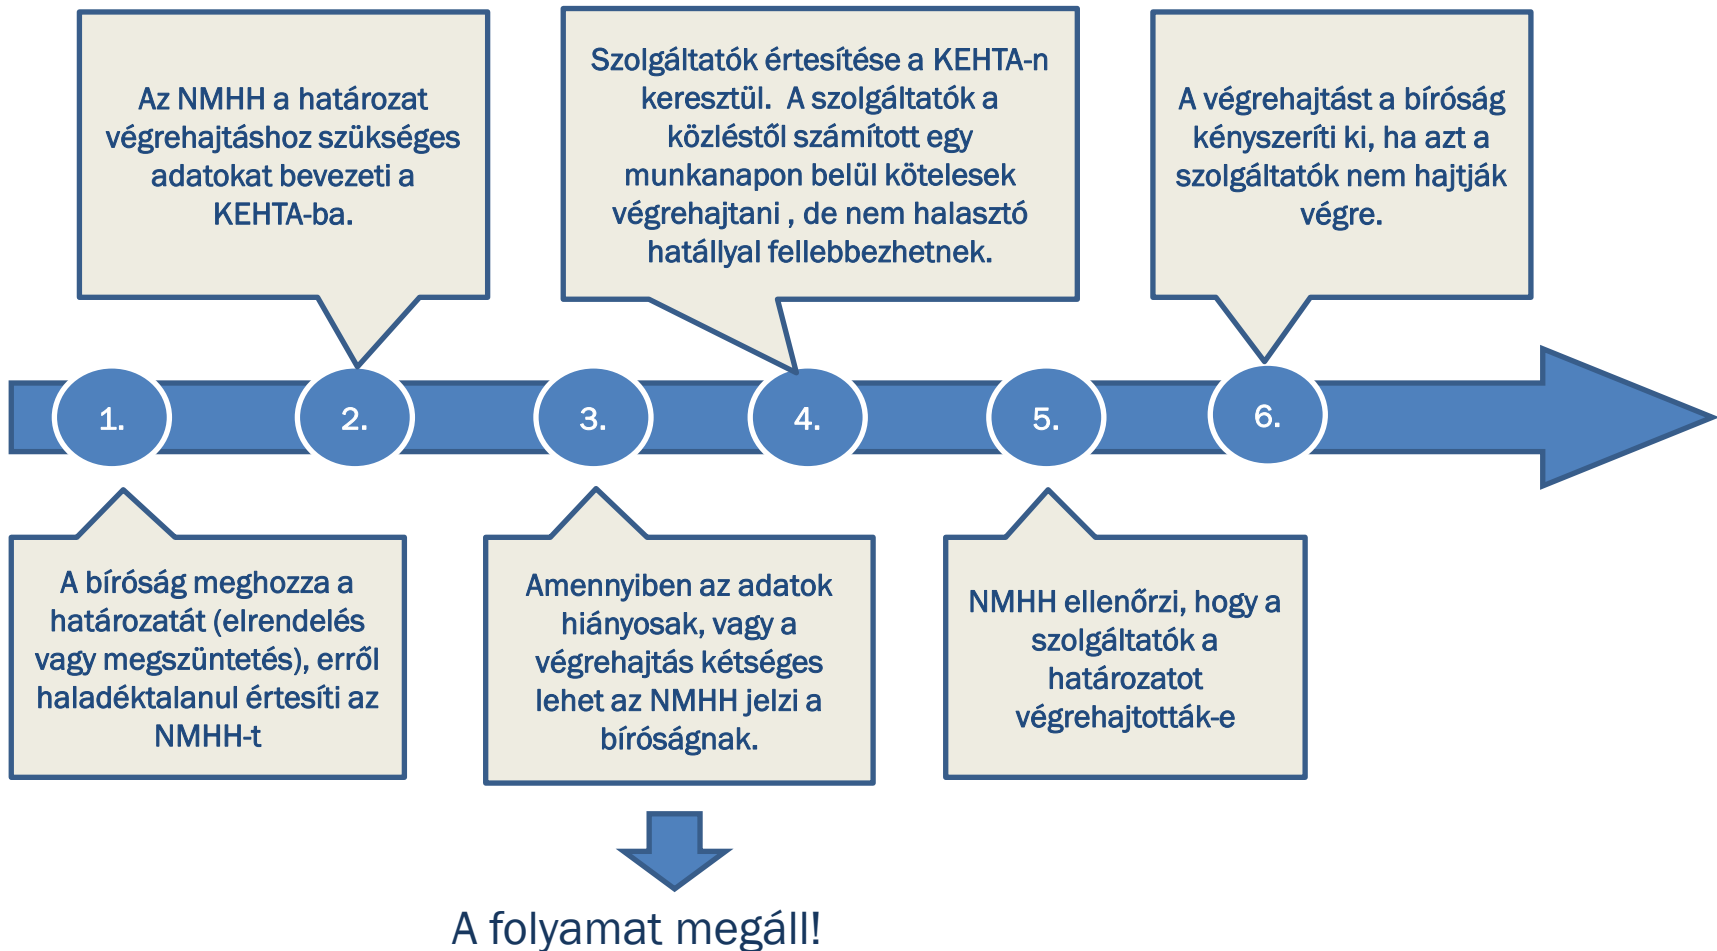 Az NMHH a határozat
végrehajtáshoz szükséges
adatokat bevezeti a
KEHTA-ba.
Szolgáltatók értesítése a KEHTA-n
keresztül.  A szolgáltatók a
közléstől számított egy
munkanapon belül kötelesek
végrehajtani , de nem halasztó
hatállyal fellebbezhetnek.
A végrehajtást a bíróság
kényszeríti ki, ha azt a
szolgáltatók nem hajtják
végre.
1.
2.
3.
4.
5.
6.
A bíróság meghozza a
határozatát (elrendelés
vagy megszüntetés), erről
haladéktalanul értesíti az
NMHH-t
Amennyiben az adatok
hiányosak, vagy a
végrehajtás kétséges
lehet az NMHH jelzi a
bíróságnak.
NMHH ellenőrzi, hogy a
szolgáltatók a
határozatot
végrehajtották-e
A folyamat megáll!